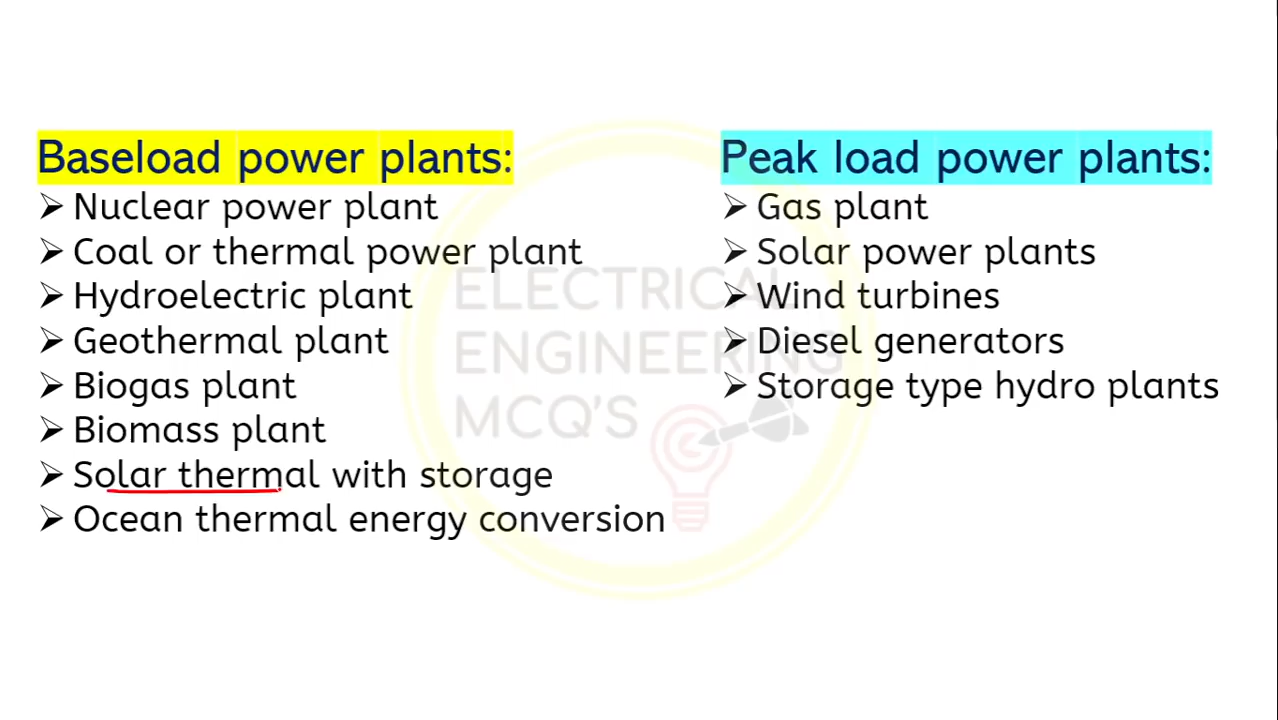 Baseload power plants:
➢ Nuclear power plant
➢ Coal or thermal power plant
➢ Hydroelectric plant
➢ Geothermal plant
➢ Biogas plant
➢ Biomass plant
➢ Solar thermal with storage
➢ Ocean thermal energy conversion
Peak load power plants:
➢ Gas plant
➢ Solar power plants
➢ Wind turbines
➢ Diesel generators
➢ Storage type hydro plants
ELECTRICAL
ENGINEERING
MCQ'S